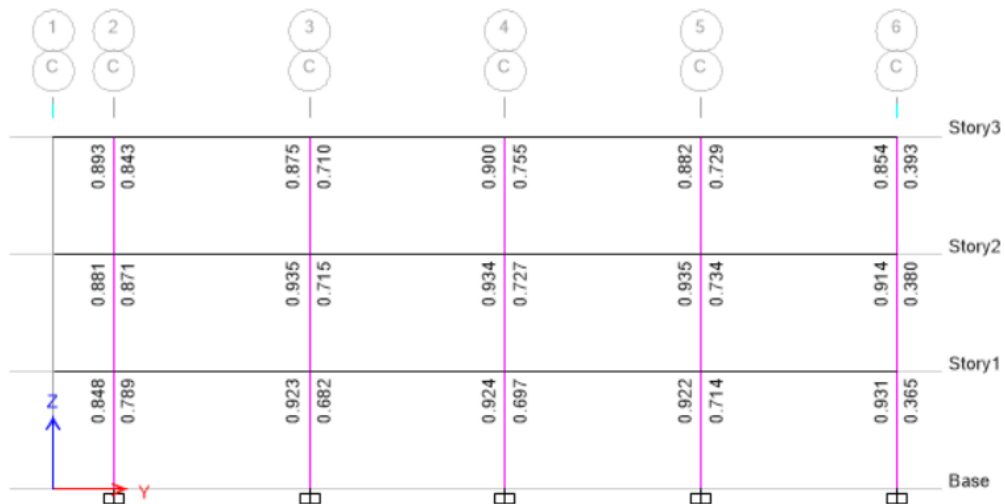 1 2 3 4 5 6
C C C C C C
Story3
0.893 0.843 0.875 0.710 0.900 0.755 0.882 0.729 0.854 0.393
Story2
0.881 0.871 0.935 0.715 0.934 0.727 0.935 0.734 0.914 0.380
Story1
0.848 0.789 0.923 0.682 0.924 0.697 0.922 0.714 0.931 0.365
Z
Base
Y